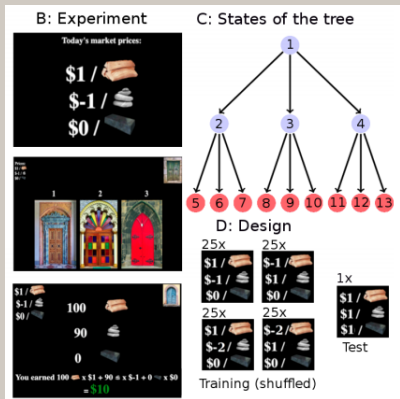 B: Experiment
Today's market prices:
$1 /
$-1 /
$0 /
1 2 3
$1 /
$-1 /
$0 /
100
90
0
You earned 100 x $1 + 90 x $-1 + 0 x $0
= $10
C: States of the tree
1
2 3 4
5 6 7 8 9 10 11 12 13
D: Design
25x
$1 /
$-1 /
$0 /
25x
$-1 /
$1 /
$0 /
25x
$1 /
$-2 /
$0 /
25x
$-2 /
$1 /
$0 /
Training (shuffled)
1x
$1 /
$1 /
$1 /
Test